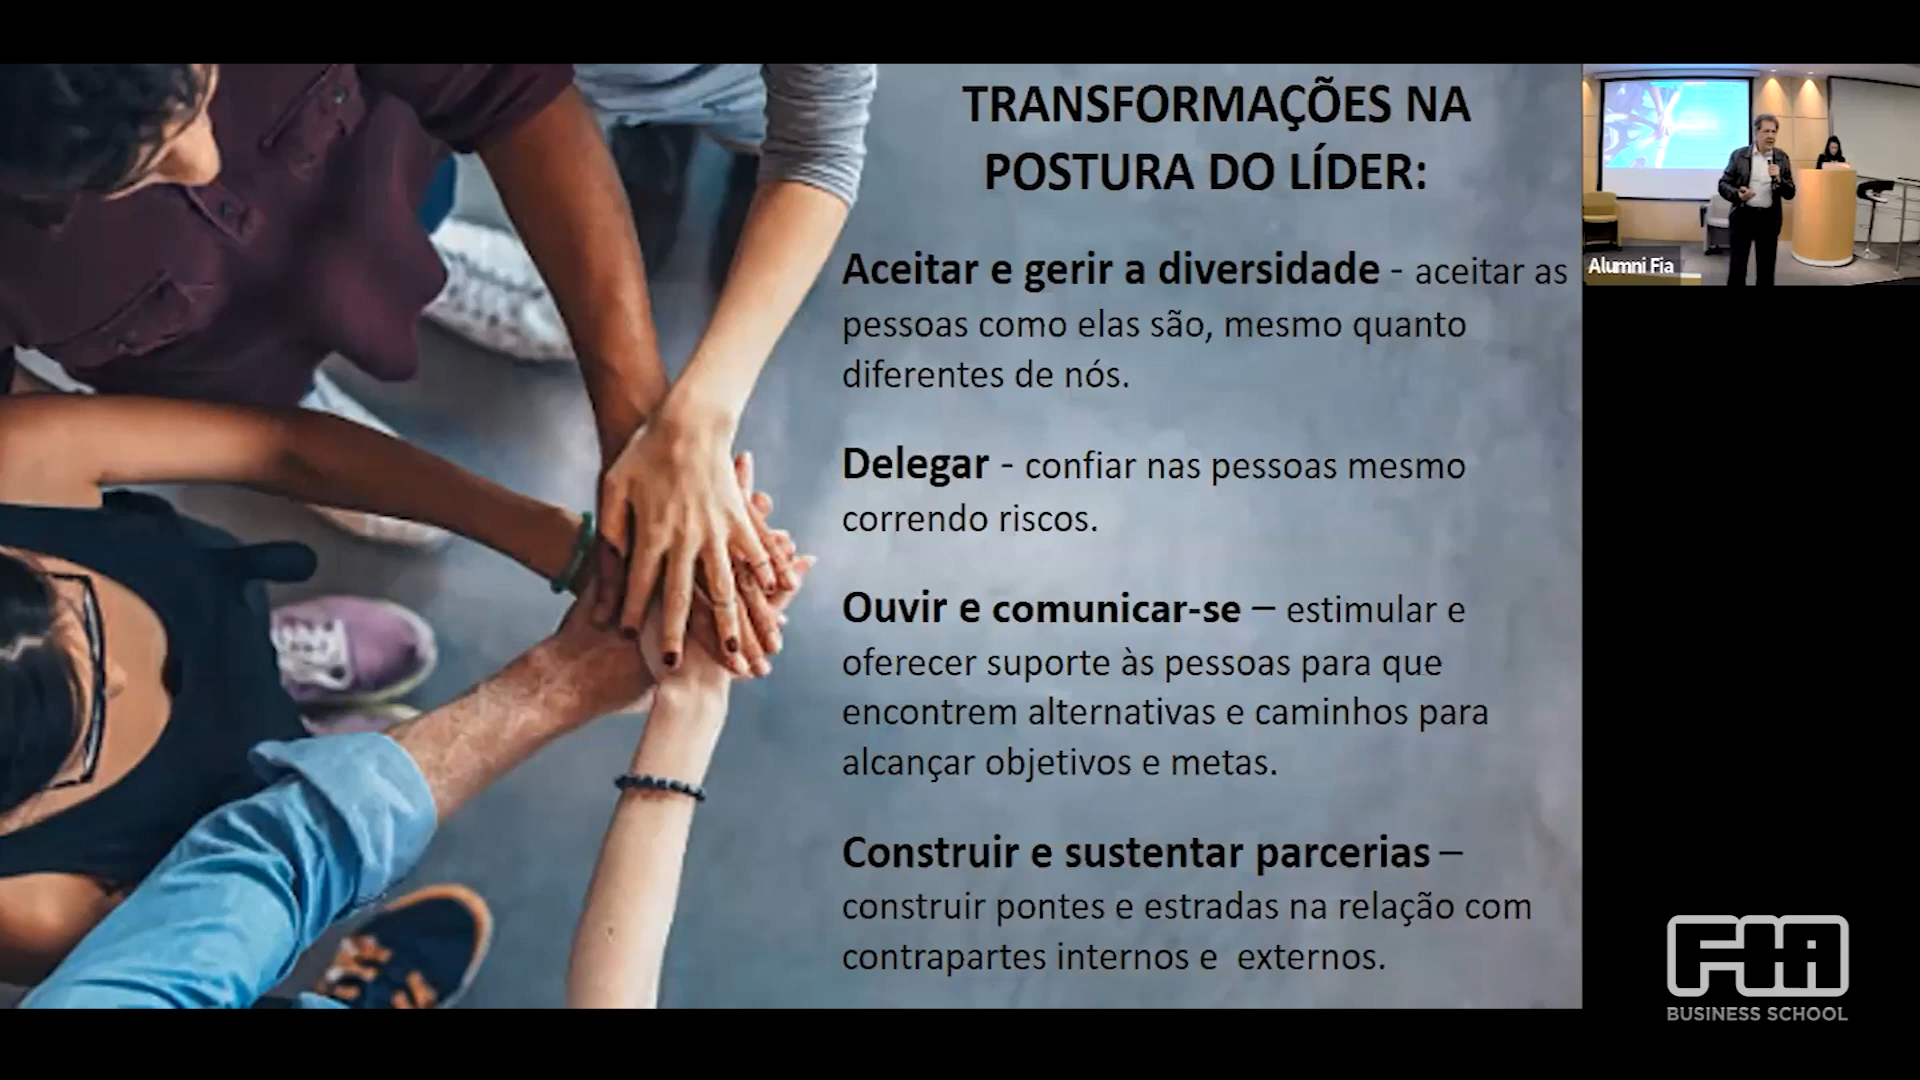 TRANSFORMAÇÕES NA
POSTURA DO LÍDER:
Aceitar e gerir a diversidade - aceitar as
pessoas como elas são, mesmo quanto
diferentes de nós.
Delegar - confiar nas pessoas mesmo
correndo riscos.
Ouvir e comunicar-se – estimular e
oferecer suporte às pessoas para que
encontrem alternativas e caminhos para
alcançar objetivos e metas.
Construir e sustentar parcerias –
construir pontes e estradas na relação com
contrapartes internos e  externos.
Alumni Fia
FIA
BUSINESS SCHOOL